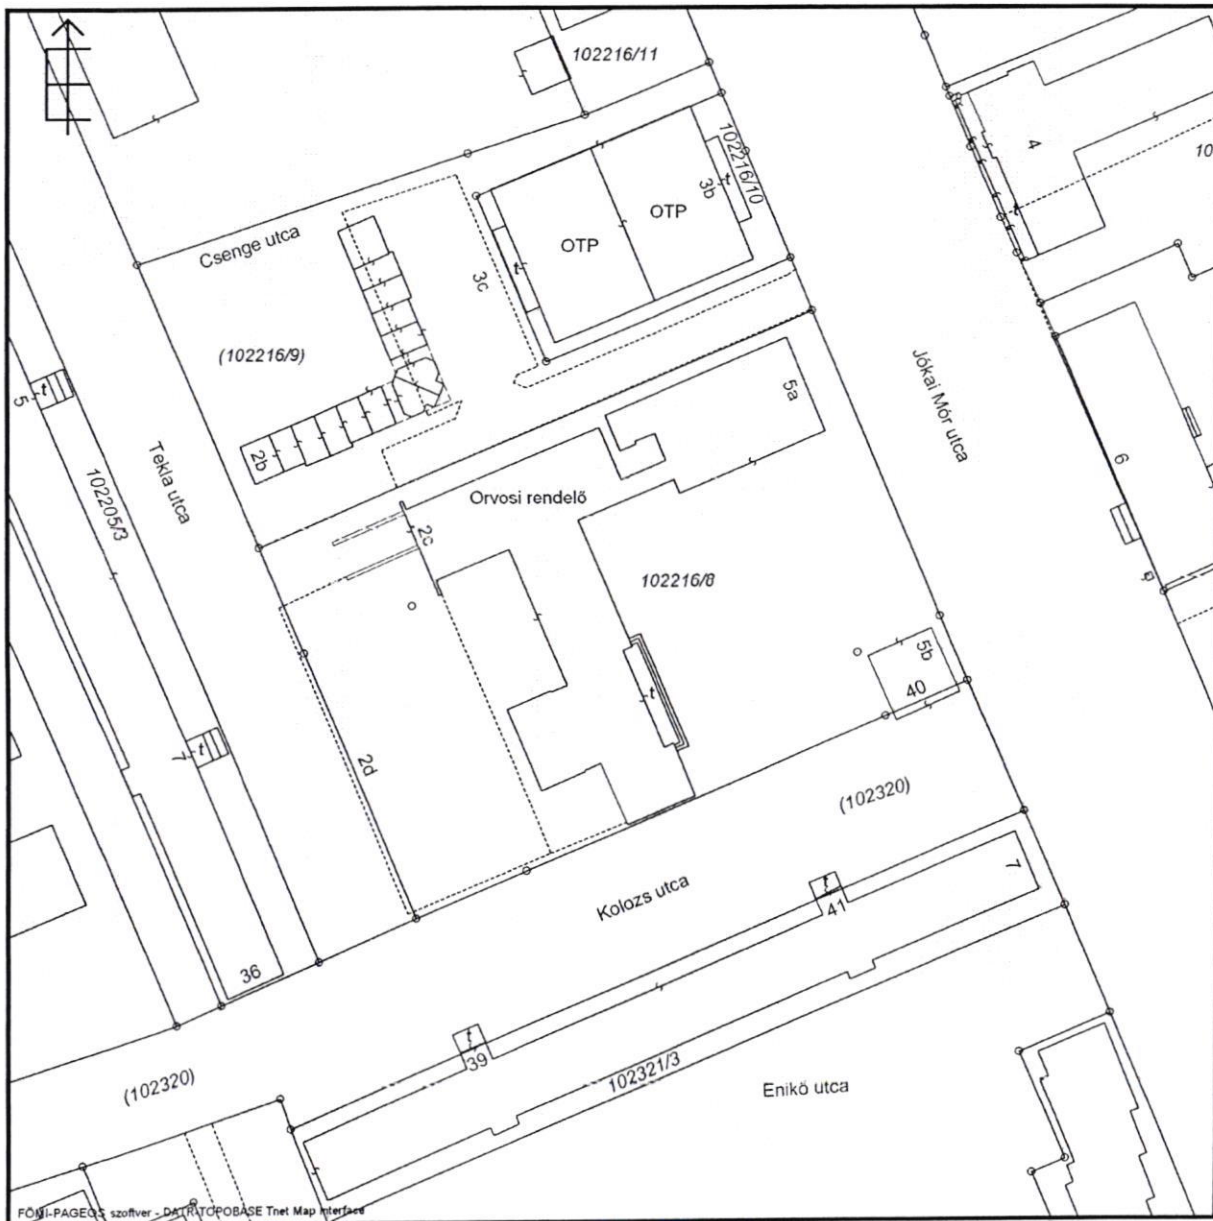 102216/11
102216/10
4
10
t
OTP
OTP
3b
t
t
3c
Csenge utca
(102216/9)
5
t
2b
Tekla utca
102205/3
5a
Jókai Mór utca
6
Orvosi rendelő
2c
102216/8
5b
40
t
7
t
2d
(102320)
36
Kolozs utca
t
41
7
t
39
102321/3
(102320)
Enikő utca
FÖMI-PAGEOS szoftver - DATR-TOPOBASE Tnet Map Interface